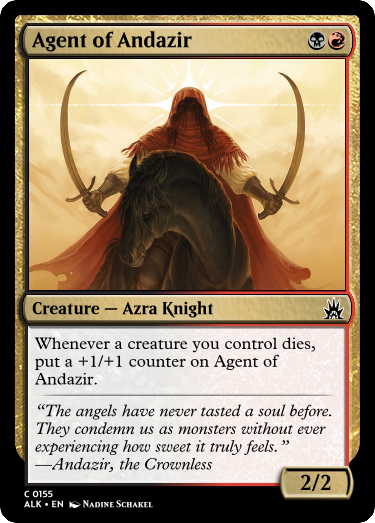 Agent of Andazir
Creature — Azra Knight
Whenever a creature you control dies,
put a +1/+1 counter on Agent of
Andazir.
“The angels have never tasted a soul before.
They condemn us as monsters without ever
experiencing how sweet it truly feels.”
—Andazir, the Crownless
2/2
C 0155
ALK • EN Nadine Schakel